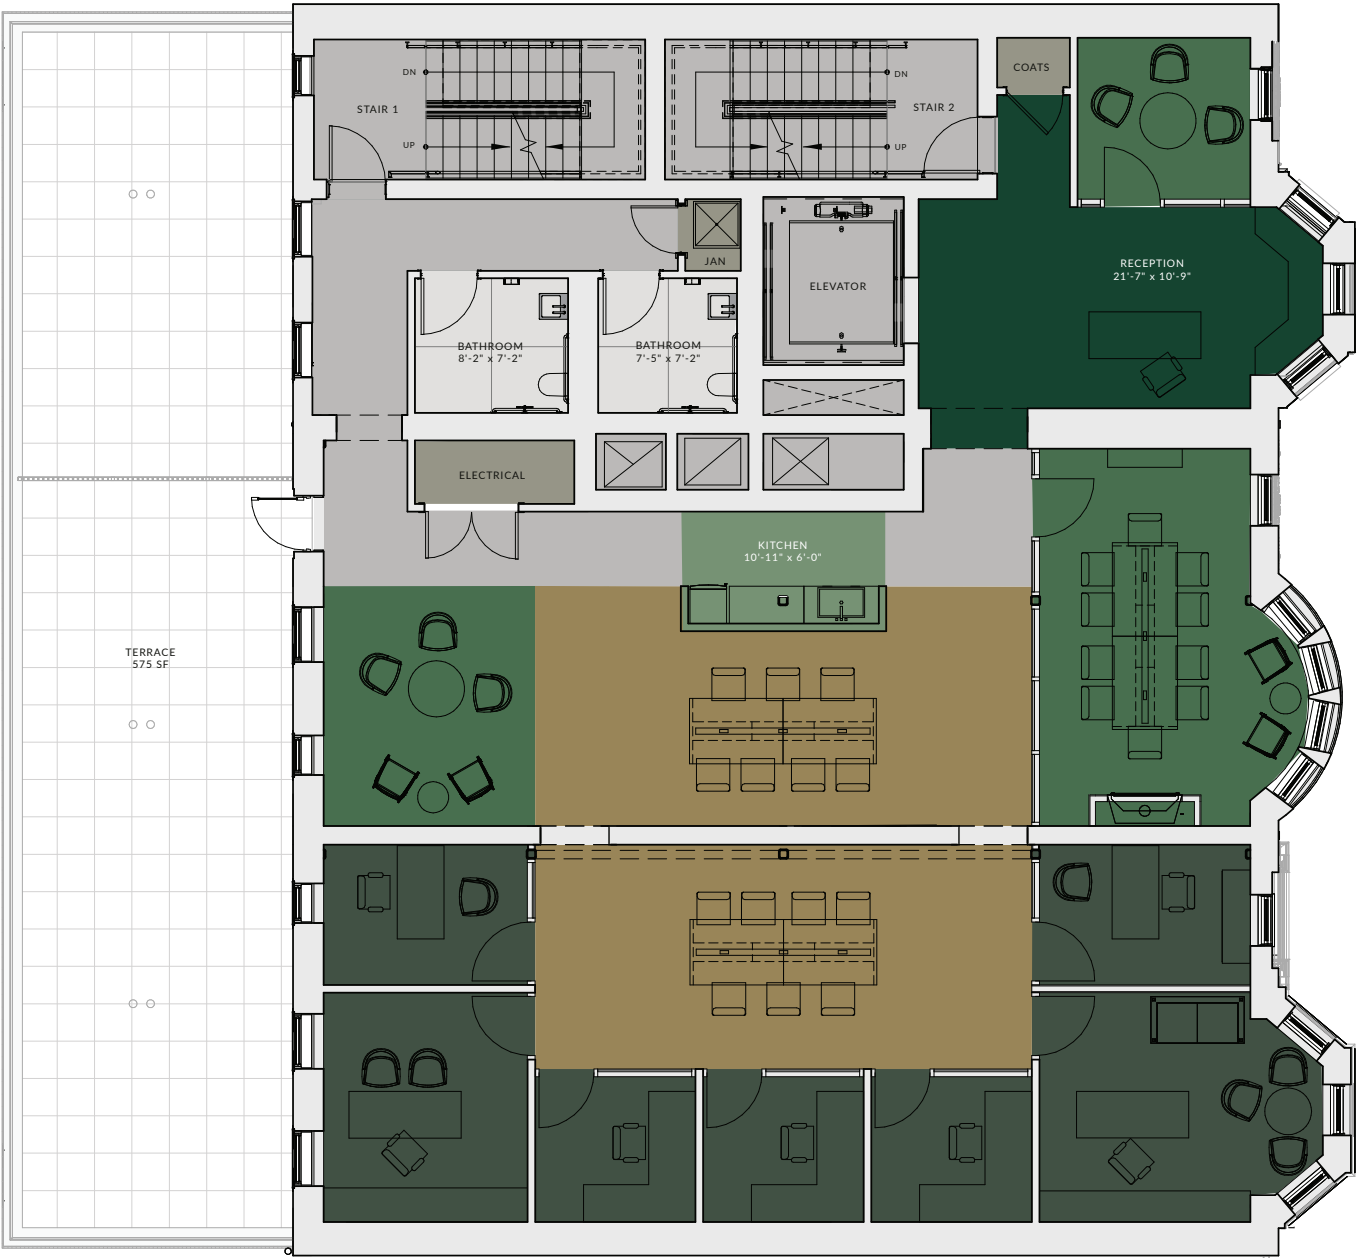 COATS
DN
DN
STAIR 1
STAIR 2
UP
UP
JAN
RECEPTION
21'-7" x 10'-9"
ELEVATOR
BATHROOM
8'-2" x 7'-2"
BATHROOM
7'-5" x 7'-2"
ELECTRICAL
KITCHEN
10'-11" x 6'-0"
TERRACE
575 SF